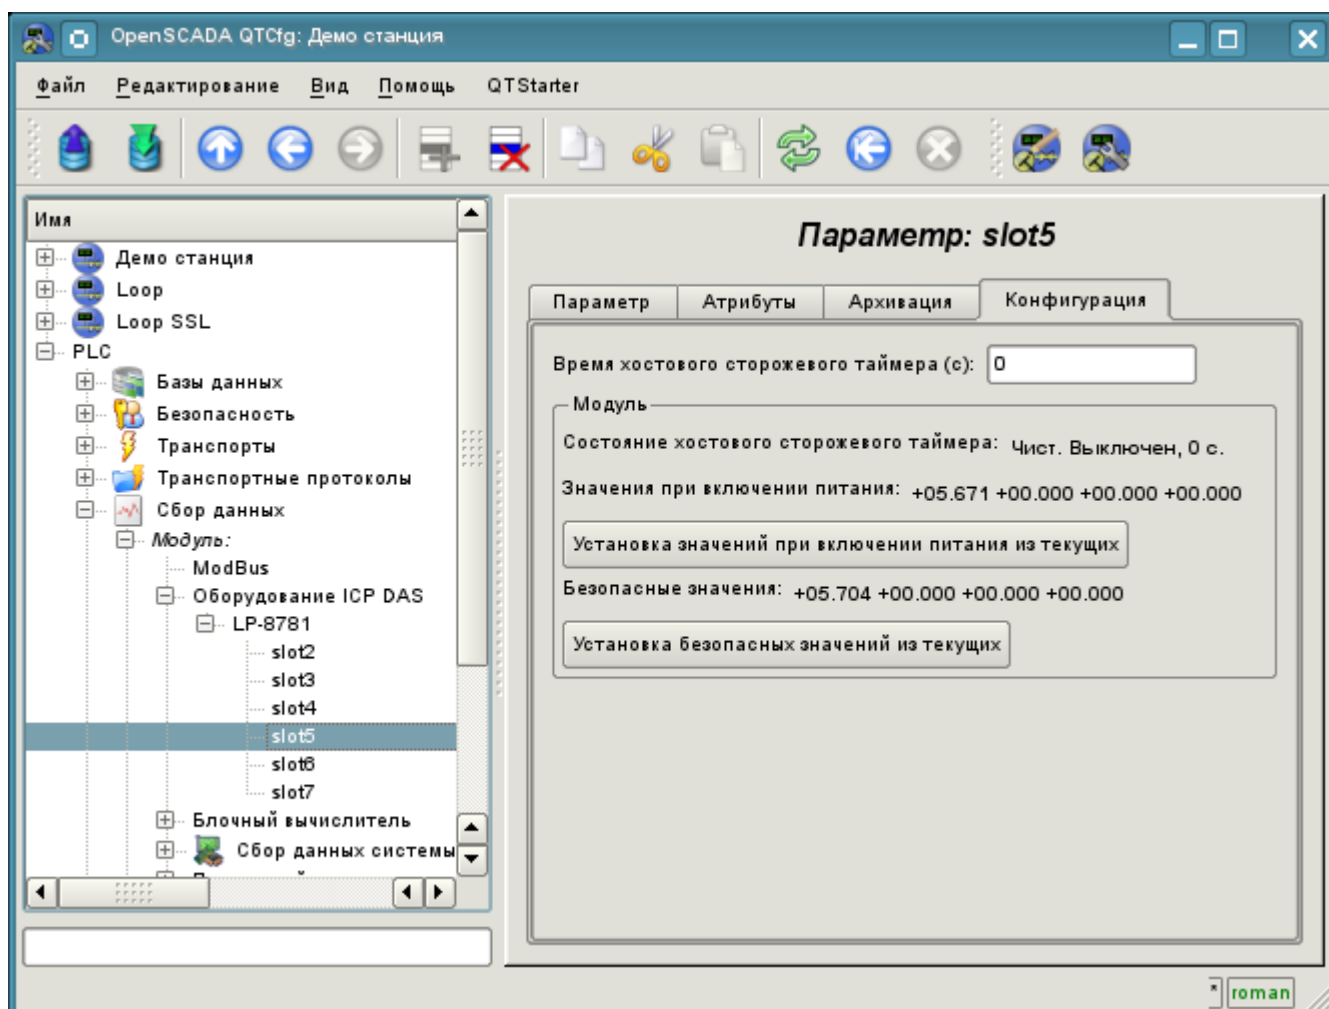 OpenSCADA QTCfg: Демо станция
Файл Редактирование Вид Помощь QTStarter
Имя
Демо станция
Loop
Loop SSL
PLC
Базы данных
Безопасность
Транспорты
Транспортные протоколы
Сбор данных
Модуль:
ModBus
Оборудование ICP DAS
LP-8781
slot2
slot3
slot4
slot5
slot6
slot7
Блочный вычислитель
Сбор данных системы
Параметр: slot5
Параметр Атрибуты Архивация Конфигурация
Время хостового сторожевого таймера (с): 0
Модуль
Состояние хостового сторожевого таймера: Чист. Выключен, 0 с.
Значения при включении питания: +05.671 +00.000 +00.000 +00.000
Установка значений при включении питания из текущих
Безопасные значения: +05.704 +00.000 +00.000 +00.000
Установка безопасных значений из текущих
* roman